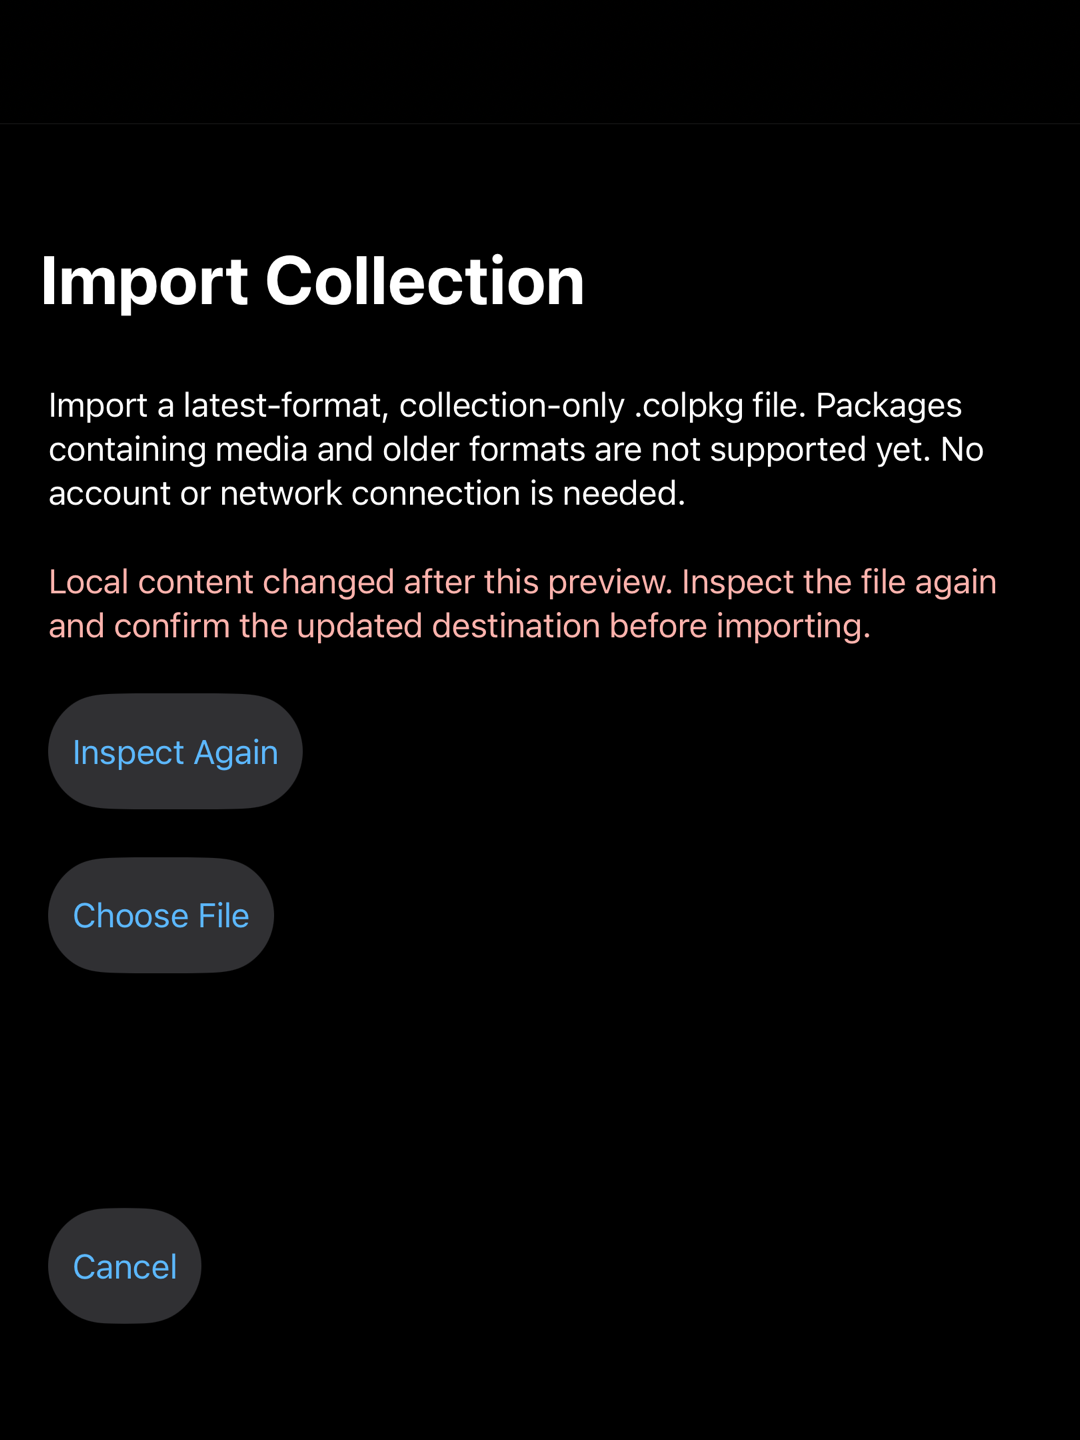 Import Collection
Import a latest-format, collection-only .colpkg file. Packages
containing media and older formats are not supported yet. No
account or network connection is needed.
Local content changed after this preview. Inspect the file again
and confirm the updated destination before importing.
Inspect Again
Choose File
Cancel